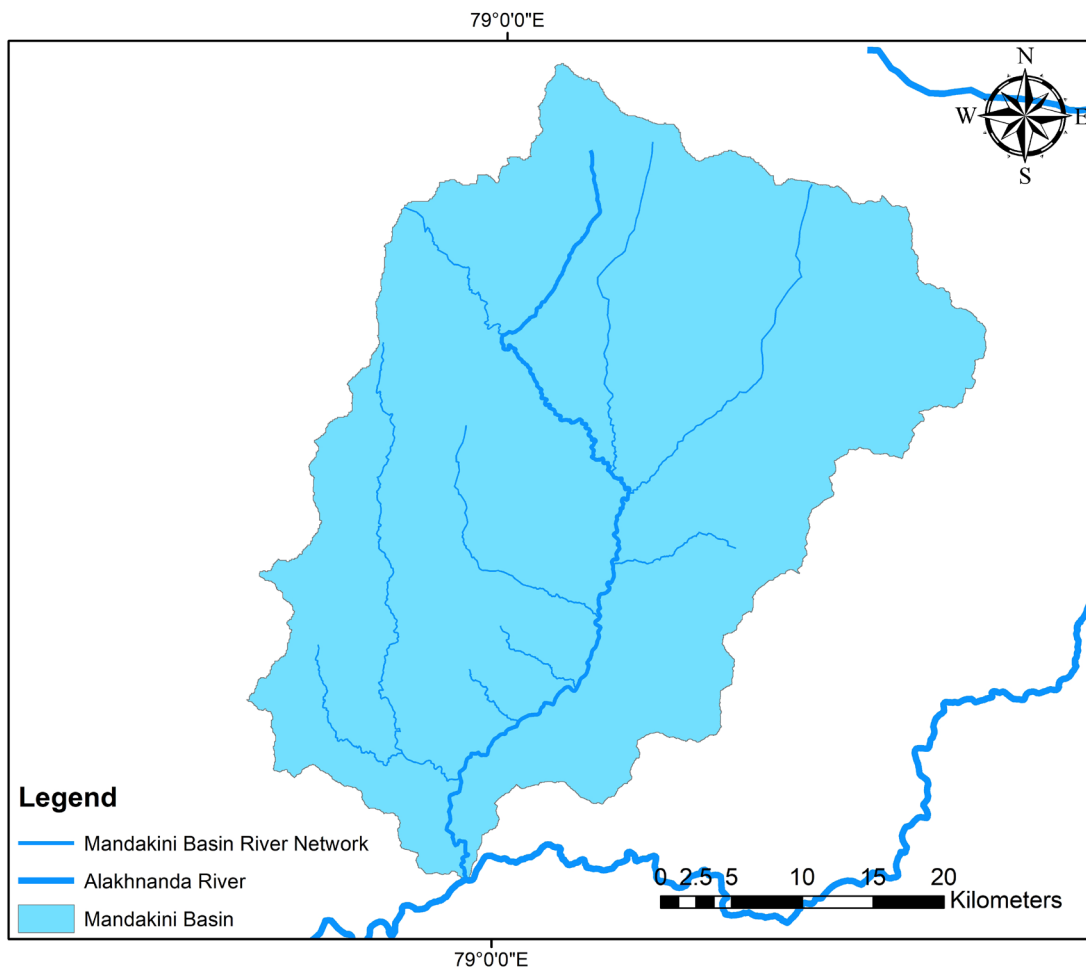 79°0'0"E
N
W E
S
Legend
Mandakini Basin River Network
Alakhnanda River
Mandakini Basin
0 2.5 5 10 15 20
Kilometers
79°0'0"E